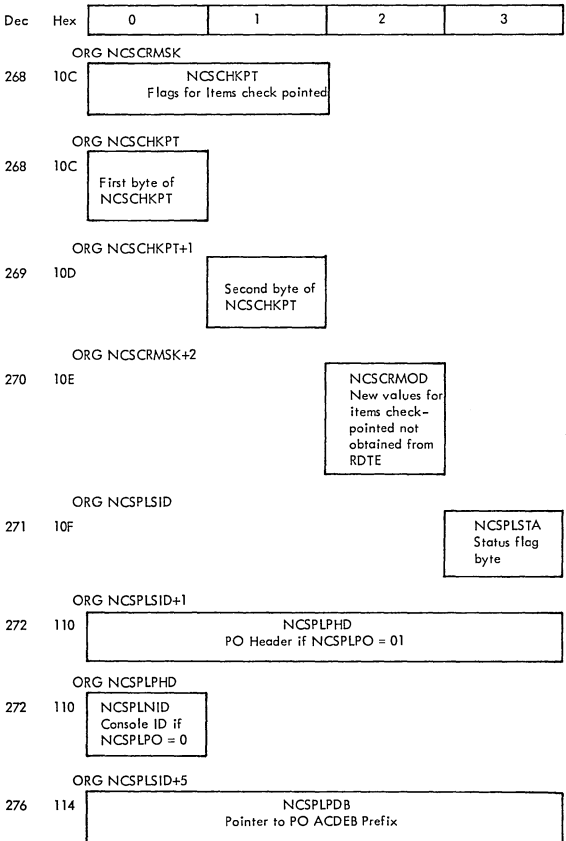 Dec Hex 0 1 2 3
ORG NCSCRMSK
268 10C NCSCHKPT
Flags for Items check pointed
ORG NCSCHKPT
268 10C
First byte of
NCSCHKPT
ORG NCSCHKPT+1
269 10D
Second byte of
NCSCHKPT
ORG NCSCRMSK+2
270 10E NCSCRMOD
New values for
items check-
pointed not
obtained from
RDTE
ORG NCSPLSID
271 10F NCSPLSTA
Status flag
byte
ORG NCSPLSID+1
272 110 NCSPLPHD
PO Header if NCSPLPO = 01
ORG NCSPLPHD
272 110 NCSPLNID
Console ID if
NCSPLPO = 0
ORG NCSPLSID+5
276 114 NCSPLPDB
Pointer to PO ACDEB Prefix